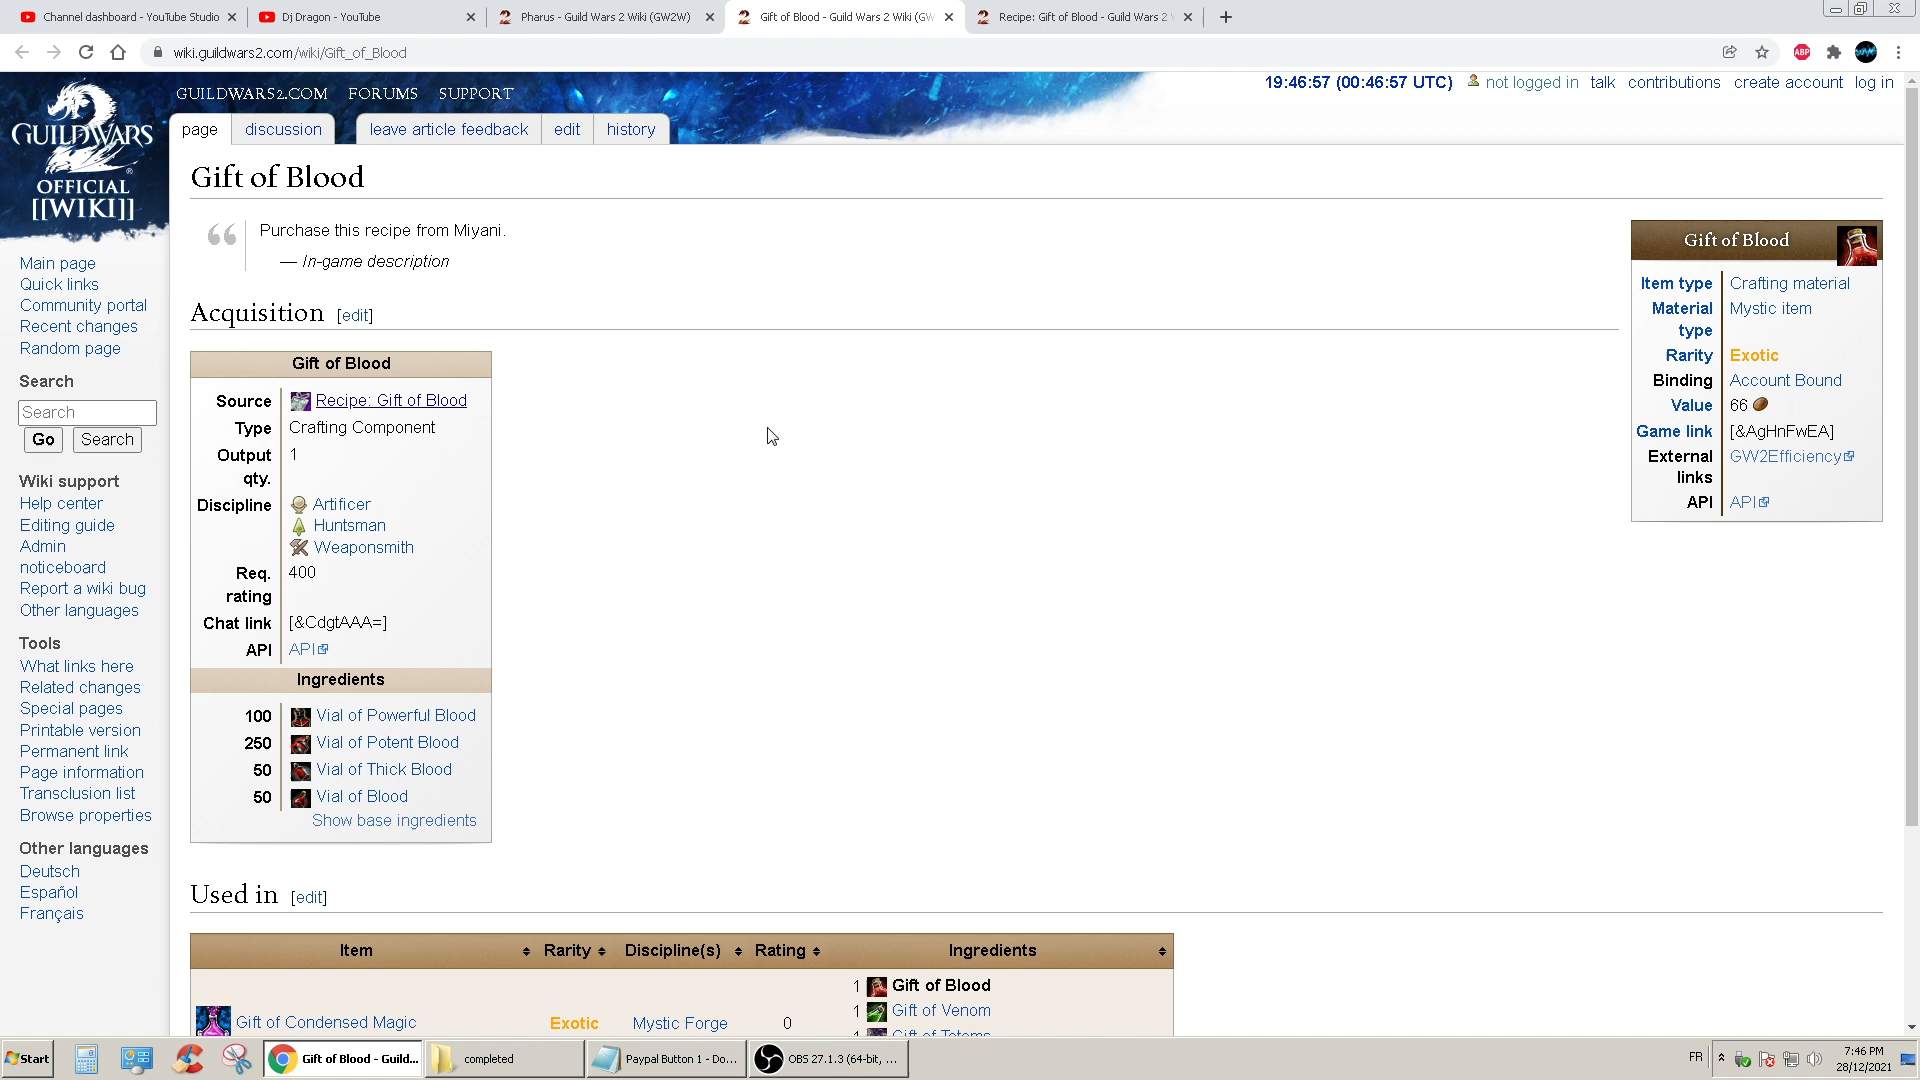 Channel dashboard - YouTube Studio
Dj Dragon - YouTube
Pharus - Guild Wars 2 Wiki (GW2W)
Gift of Blood - Guild Wars 2 Wiki (GW
Recipe: Gift of Blood - Guild Wars 2
wiki.guildwars2.com/wiki/Gift_of_Blood
ABP
19:46:57 (00:46:57 UTC) not logged in talk contributions create account log in
GUILDWARS2.COM FORUMS SUPPORT
GUILDWARS
OFFICIAL
[[WIKI]]
page discussion leave article feedback edit history
Gift of Blood
Purchase this recipe from Miyani.
— In-game description
Main page
Quick links
Community portal
Recent changes
Random page
Search
Search
Go Search
Wiki support
Help center
Editing guide
Admin
noticeboard
Report a wiki bug
Other languages
Tools
What links here
Related changes
Special pages
Printable version
Permanent link
Page information
Transclusion list
Browse properties
Other languages
Deutsch
Español
Français
Acquisition [edit]
Gift of Blood
Source Recipe: Gift of Blood
Type Crafting Component
Output 1
qty.
Discipline Artificer
Huntsman
Weaponsmith
Req. 400
rating
Chat link [&CdgtAAA=]
API API
Ingredients
100 Vial of Powerful Blood
250 Vial of Potent Blood
50 Vial of Thick Blood
50 Vial of Blood
Show base ingredients
Gift of Blood
Item type Crafting material
Material Mystic item
type
Rarity Exotic
Binding Account Bound
Value 66
Game link [&AgHnFwEA]
External GW2Efficiency
links
API API
Used in [edit]
Item Rarity Discipline(s) Rating Ingredients
1 Gift of Blood
1 Gift of Venom
1 Gift of Totems
Gift of Condensed Magic Exotic Mystic Forge 0
Start
Gift of Blood - Guild...
completed
Paypal Button 1 - Do...
OBS 27.1.3 (64-bit, ...
FR
7:46 PM
28/12/2021